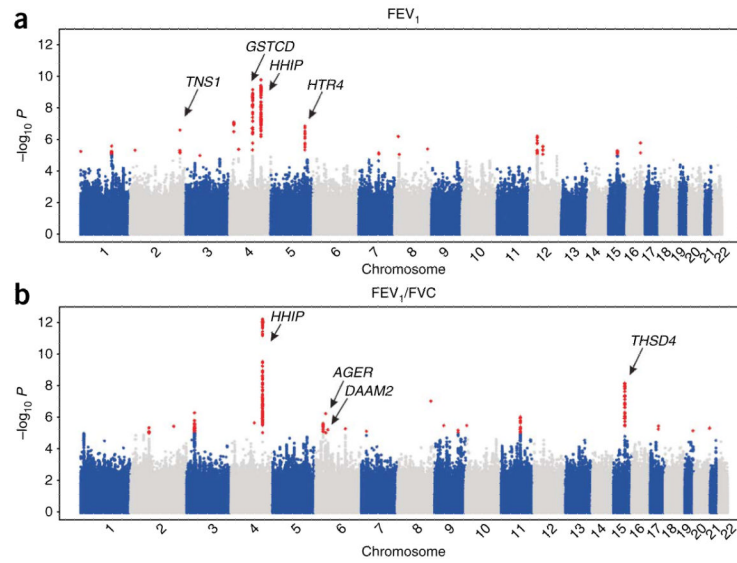 a
FEV₁
12
10
8
6
4
2
0
–log₁₀ P
TNS1
GSTCD
HHIP
HTR4
1 2 3 4 5 6 7 8 9 10 11 12 13 14 15 16 17 18 19 20 21 22
Chromosome
b
FEV₁/FVC
12
10
8
6
4
2
0
–log₁₀ P
HHIP
AGER
DAAM2
THSD4
1 2 3 4 5 6 7 8 9 10 11 12 13 14 15 16 17 18 19 20 21 22
Chromosome